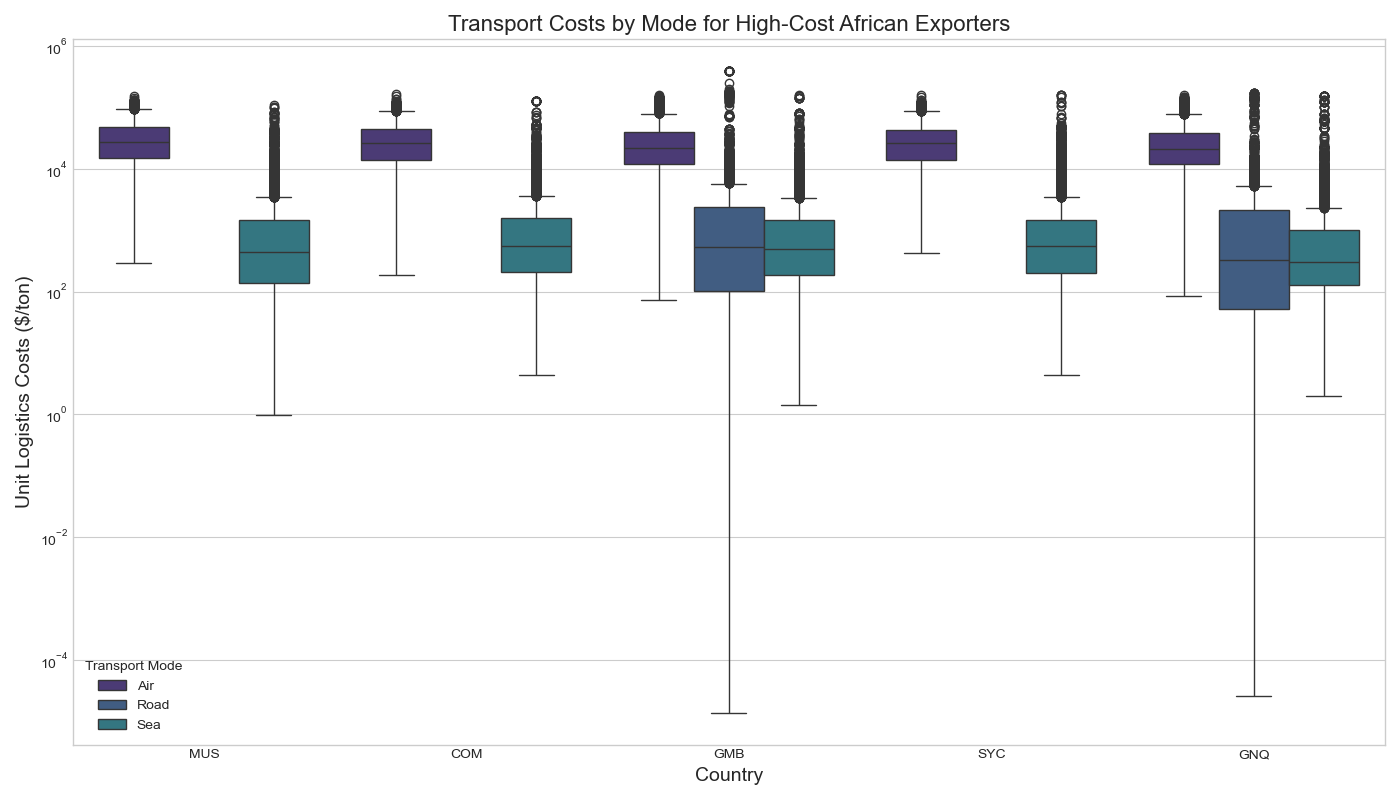 Transport Costs by Mode for High-Cost African Exporters
Unit Logistics Costs ($/ton)
10^6
10^4
10^2
10^0
10^−2
10^−4
Transport Mode
Air
Road
Sea
MUS COM GMB SYC GNQ
Country